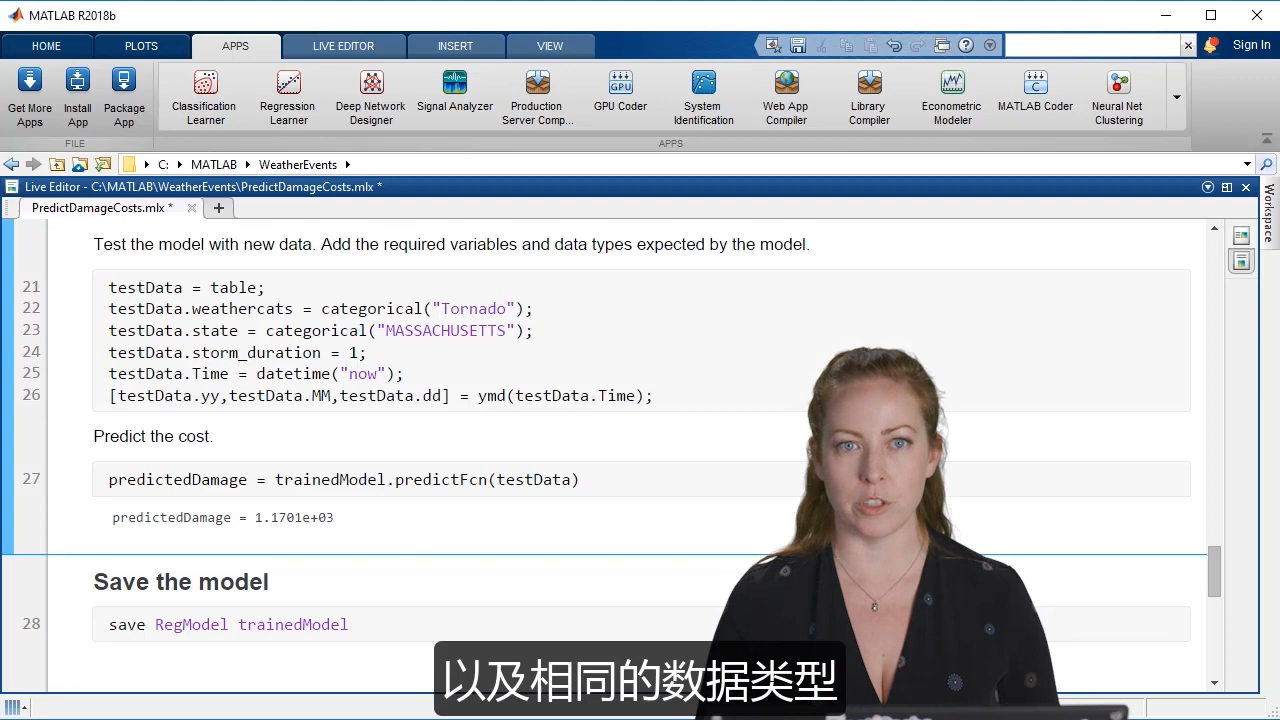 MATLAB R2018b
HOME PLOTS APPS LIVE EDITOR INSERT VIEW Sign In
Get More Apps
Install App
Package App
Classification Learner
Regression Learner
Deep Network Designer
Signal Analyzer
Production Server Comp...
GPU Coder
System Identification
Web App Compiler
Library Compiler
Econometric Modeler
MATLAB Coder
Neural Net Clustering
FILE APPS
C: MATLAB WeatherEvents
Live Editor - C:\MATLAB\WeatherEvents\PredictDamageCosts.mlx *
PredictDamageCosts.mlx *
Workspace
Test the model with new data. Add the required variables and data types expected by the model.
21 testData = table;
22 testData.weathercats = categorical("Tornado");
23 testData.state = categorical("MASSACHUSETTS");
24 testData.storm_duration = 1;
25 testData.Time = datetime("now");
26 [testData.yy,testData.MM,testData.dd] = ymd(testData.Time);
Predict the cost.
27 predictedDamage = trainedModel.predictFcn(testData)
predictedDamage = 1.1701e+03
Save the model
28 save RegModel trainedModel
以及相同的数据类型